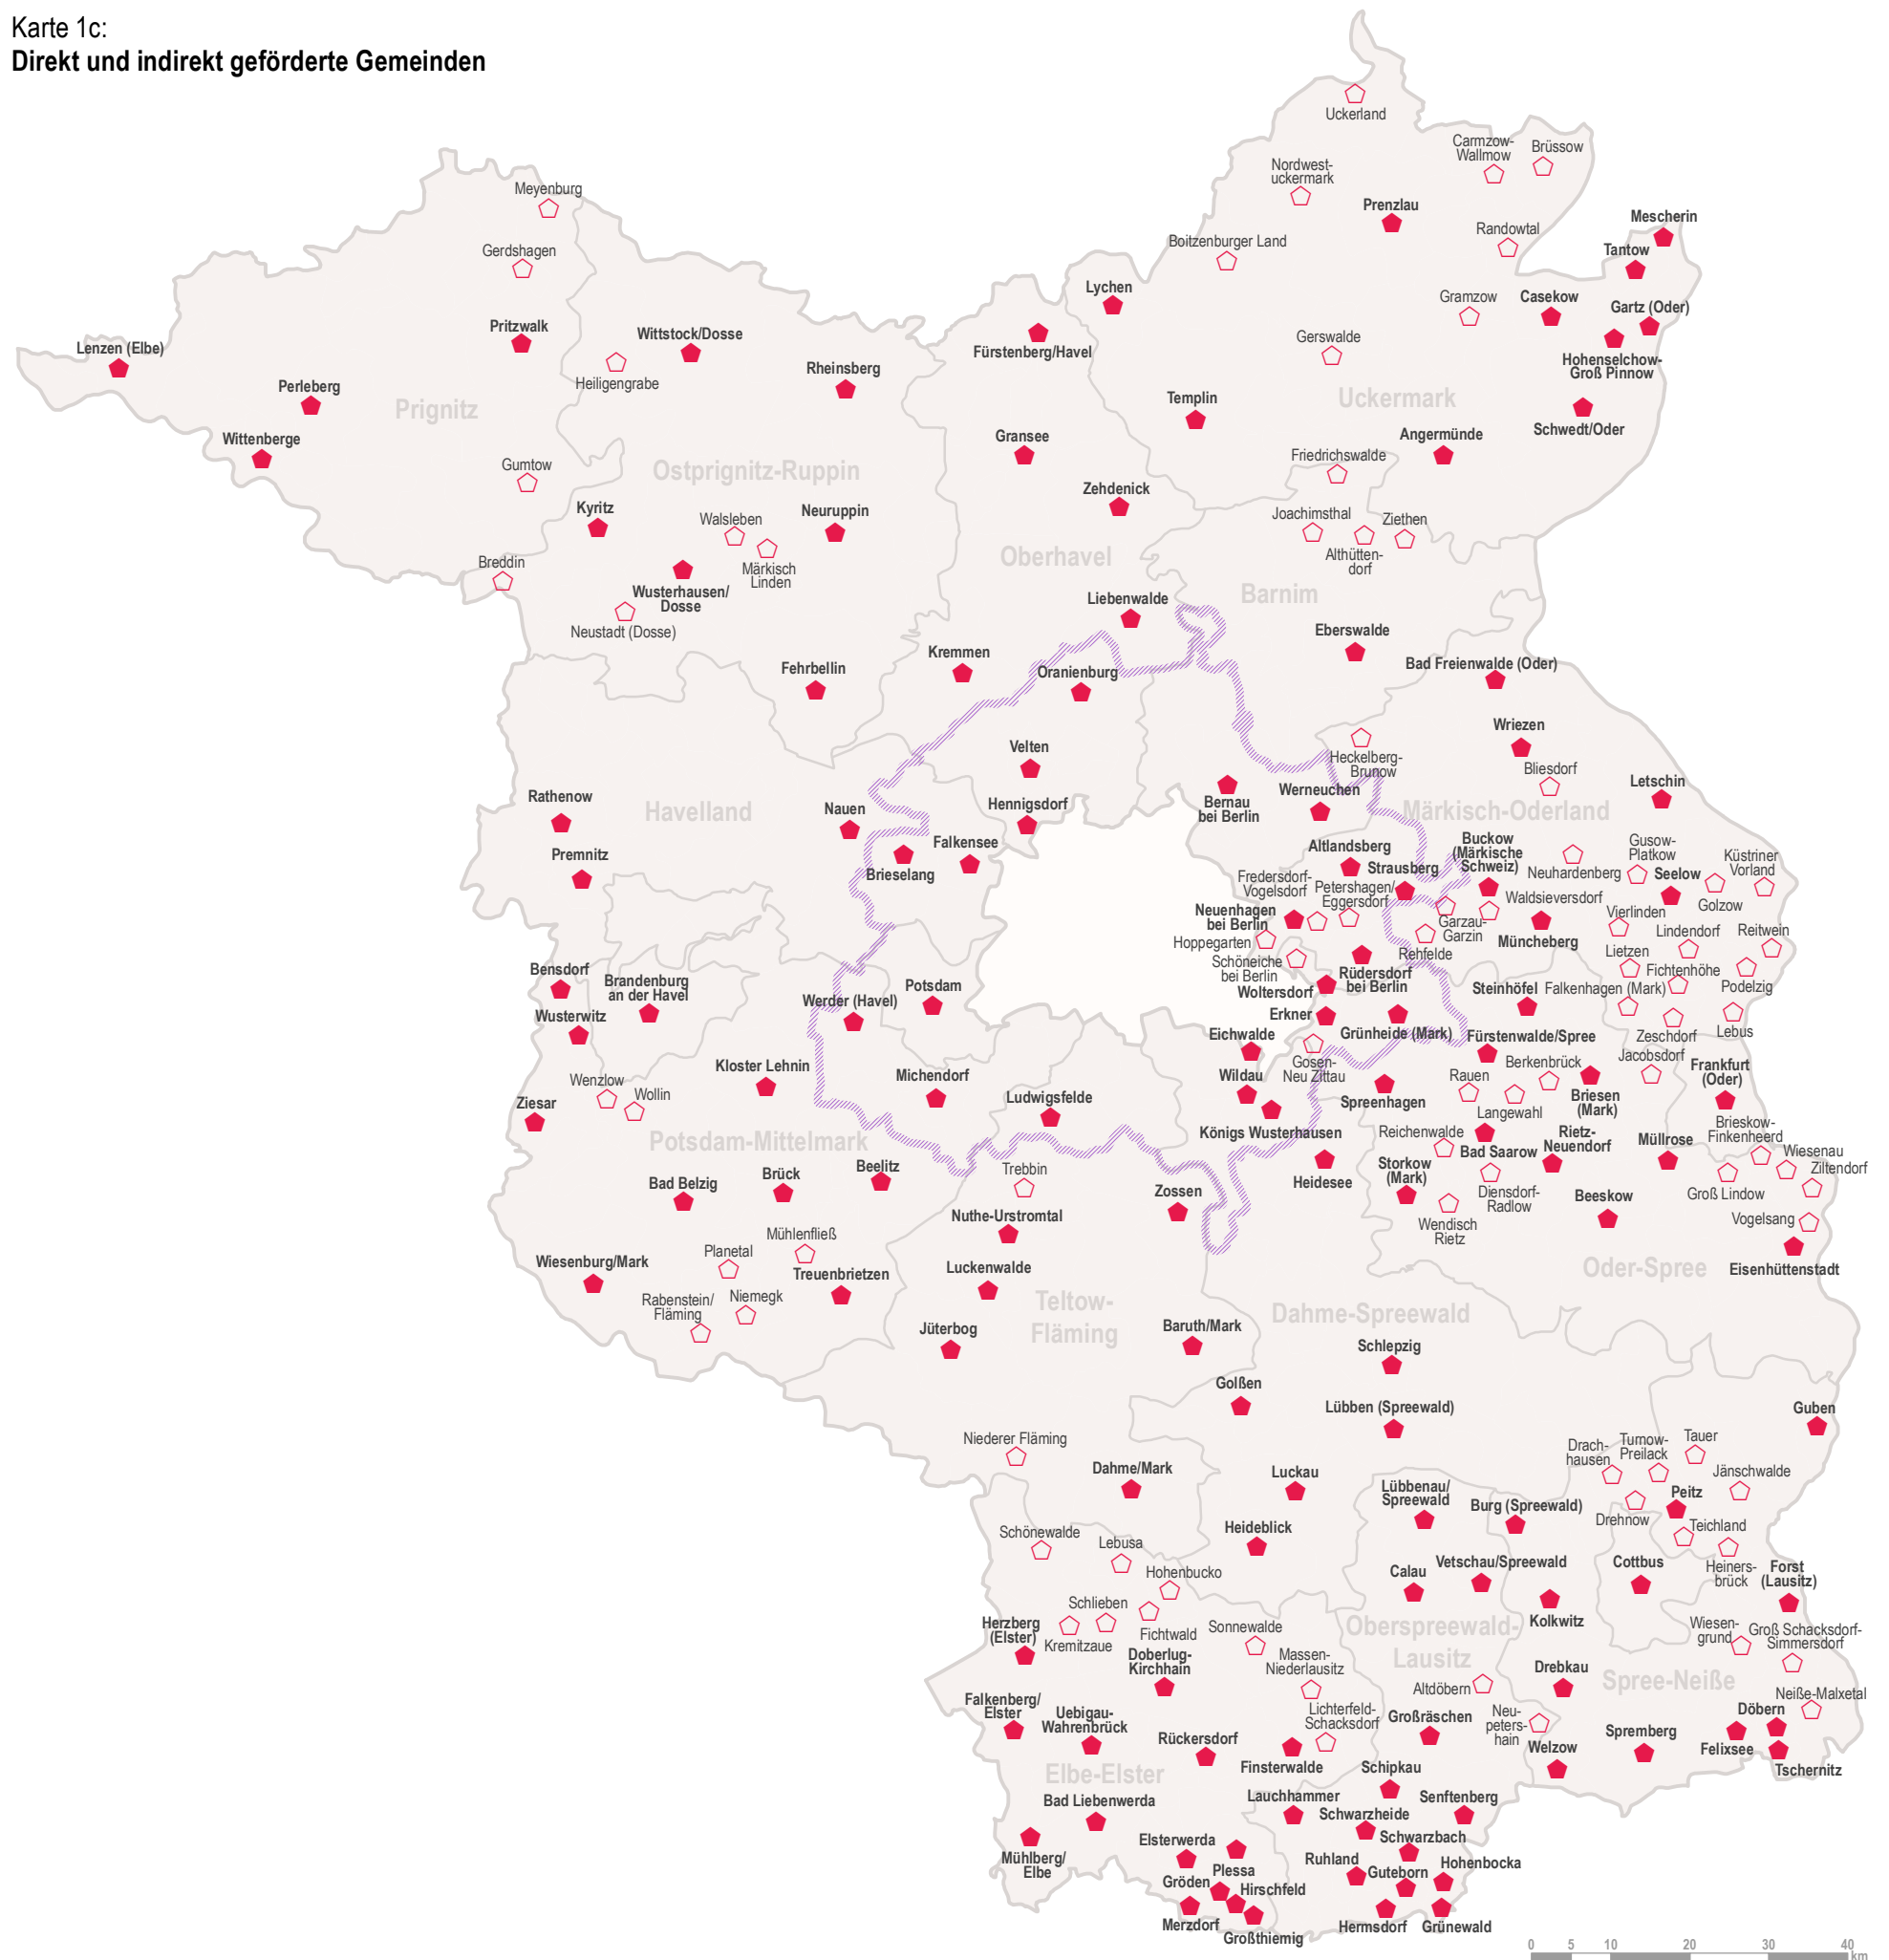 Karte 1c:
Direkt und indirekt geförderte Gemeinden
Uckerland
Carmzow-
Wallmow
Brüssow
Nordwest-
uckermark
Meyenburg
Prenzlau
Mescherin
Randowtal
Boitzenburger Land
Tantow
Gerdshagen
Lychen
Gramzow
Casekow
Gartz (Oder)
Pritzwalk
Wittstock/Dosse
Fürstenberg/Havel
Gerswalde
Lenzen (Elbe)
Hohenselchow-
Groß Pinnow
Rheinsberg
Heiligengrabe
Perleberg
Prignitz
Templin
Uckermark
Schwedt/Oder
Wittenberge
Gransee
Angermünde
Friedrichswalde
Gumtow
Ostprignitz-Ruppin
Zehdenick
Kyritz
Walsleben
Neuruppin
Joachimsthal
Ziethen
Althütten-
dorf
Breddin
Märkisch
Linden
Oberhavel
Wusterhausen/
Dosse
Barnim
Liebenwalde
Neustadt (Dosse)
Eberswalde
Kremmen
Fehrbellin
Oranienburg
Bad Freienwalde (Oder)
Wriezen
Velten
Heckelberg-
Brunow
Bliesdorf
Letschin
Rathenow
Havelland
Nauen
Hennigsdorf
Bernau
bei Berlin
Werneuchen
Märkisch-Oderland
Falkensee
Altlandsberg
Buckow
(Märkische
Schweiz)
Gusow-
Platkow
Küstriner
Vorland
Premnitz
Brieselang
Strausberg
Neuhardenberg
Seelow
Fredersdorf-
Vogelsdorf
Petershagen/
Eggersdorf
Waldsieversdorf
Golzow
Neuenhagen
bei Berlin
Garzau-
Garzin
Vierlinden
Hoppegarten
Müncheberg
Lindendorf
Reitwein
Rehfelde
Lietzen
Schöneiche
bei Berlin
Fichtenhöhe
Bensdorf
Brandenburg
an der Havel
Potsdam
Rüdersdorf
bei Berlin
Steinhöfel
Falkenhagen (Mark)
Podelzig
Woltersdorf
Werder (Havel)
Wusterwitz
Erkner
Grünheide (Mark)
Zeschdorf
Lebus
Eichwalde
Fürstenwalde/Spree
Gosen-
Neu Zittau
Berkenbrück
Jacobsdorf
Kloster Lehnin
Michendorf
Wildau
Rauen
Frankfurt
(Oder)
Wenzlow
Wollin
Ludwigsfelde
Spreenhagen
Langewahl
Briesen
(Mark)
Ziesar
Königs Wusterhausen
Reichenwalde
Rietz-
Neuendorf
Brieskow-
Finkenheerd
Potsdam-Mittelmark
Müllrose
Wiesenau
Bad Saarow
Ziltendorf
Brück
Beelitz
Trebbin
Storkow
(Mark)
Heidesee
Bad Belzig
Zossen
Diensdorf-
Radlow
Beeskow
Groß Lindow
Nuthe-Urstromtal
Wendisch
Rietz
Vogelsang
Mühlenfließ
Planetal
Wiesenburg/Mark
Treuenbrietzen
Luckenwalde
Oder-Spree
Eisenhüttenstadt
Rabenstein/
Fläming
Niemegk
Teltow-
Fläming
Dahme-Spreewald
Jüterbog
Baruth/Mark
Schlepzig
Golßen
Lübben (Spreewald)
Guben
Niederer Fläming
Drach-
hausen
Turnow-
Preilack
Tauer
Dahme/Mark
Luckau
Jänschwalde
Lübbenau/
Spreewald
Burg (Spreewald)
Peitz
Drehnow
Schönewalde
Heideblick
Teichland
Lebusa
Vetschau/Spreewald
Cottbus
Heiners-
brück
Forst
(Lausitz)
Hohenbucko
Calau
Schlieben
Herzberg
(Elster)
Kremitzaue
Fichtwald
Sonnewalde
Oberspreewald-
Lausitz
Kolkwitz
Wiesen-
grund
Groß Schacksdorf-
Simmersdorf
Doberlug-
Kirchhain
Massen-
Niederlausitz
Drebkau
Spree-Neiße
Altdöbern
Neiße-Malxetal
Falkenberg/
Elster
Uebigau-
Wahrenbrück
Lichterfeld-
Schacksdorf
Großräschen
Neu-
peters-
hain
Döbern
Rückersdorf
Spremberg
Felixsee
Welzow
Finsterwalde
Schipkau
Tschernitz
Elbe-Elster
Bad Liebenwerda
Lauchhammer
Senftenberg
Schwarzheide
Elsterwerda
Schwarzbach
Mühlberg/
Elbe
Plessa
Ruhland
Guteborn
Hohenbocka
Gröden
Hirschfeld
Merzdorf
Großthiemig
Hermsdorf
Grünewald
0 5 10 20 30 40
km